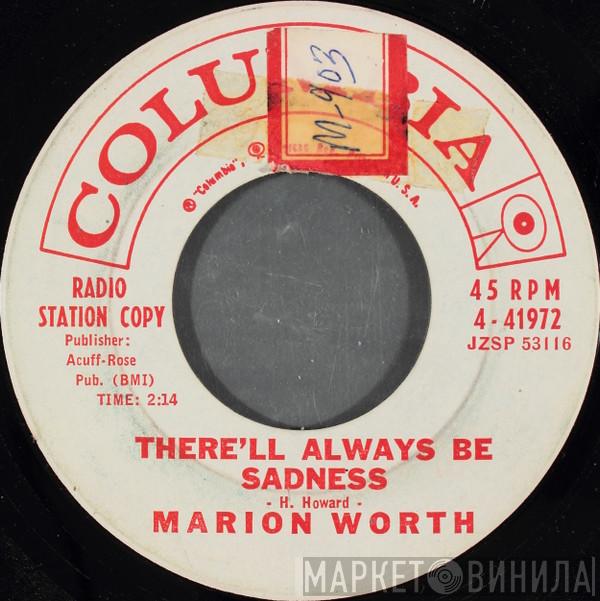 COLUMBIA
M-903
® "Columbia", ®
U.S.A.
RADIO
STATION COPY
Publisher:
Acuff-Rose
Pub. (BMI)
TIME: 2:14
45 RPM
4-41972
JZSP 53116
THERE'LL ALWAYS BE
SADNESS
- H. Howard -
MARION WORTH
МАРКЕТ ВИНИЛА